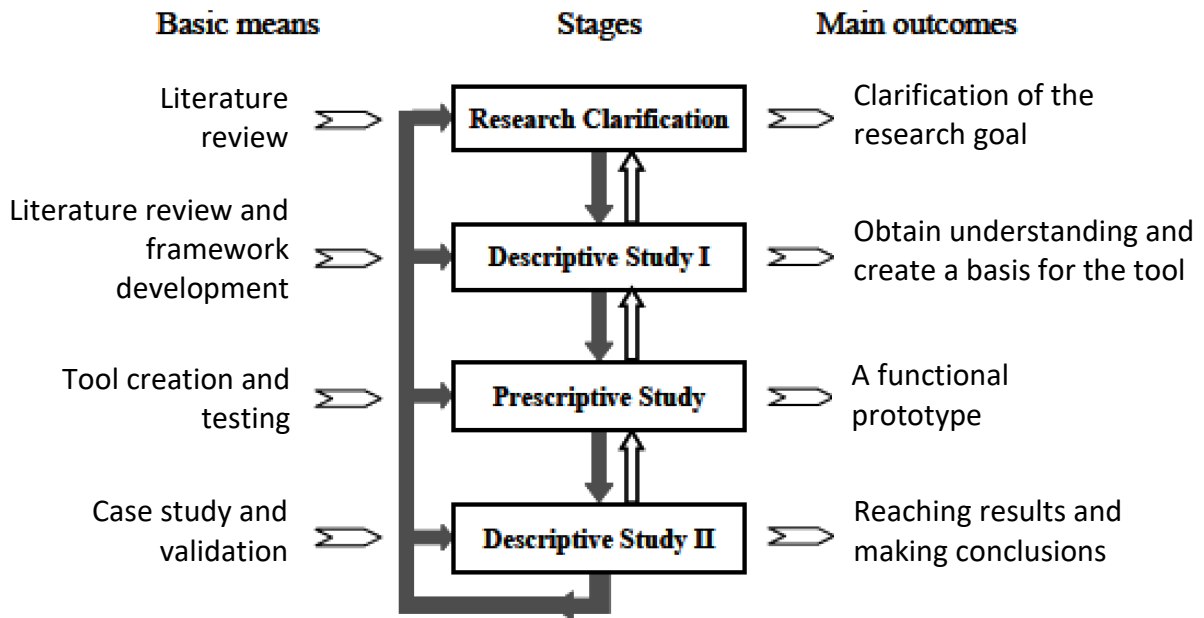 Basic means
Stages
Main outcomes
Literature
review
Research Clarification
Clarification of the
research goal
Literature review and
framework
development
Descriptive Study I
Obtain understanding and
create a basis for the tool
Tool creation and
testing
Prescriptive Study
A functional
prototype
Case study and
validation
Descriptive Study II
Reaching results and
making conclusions